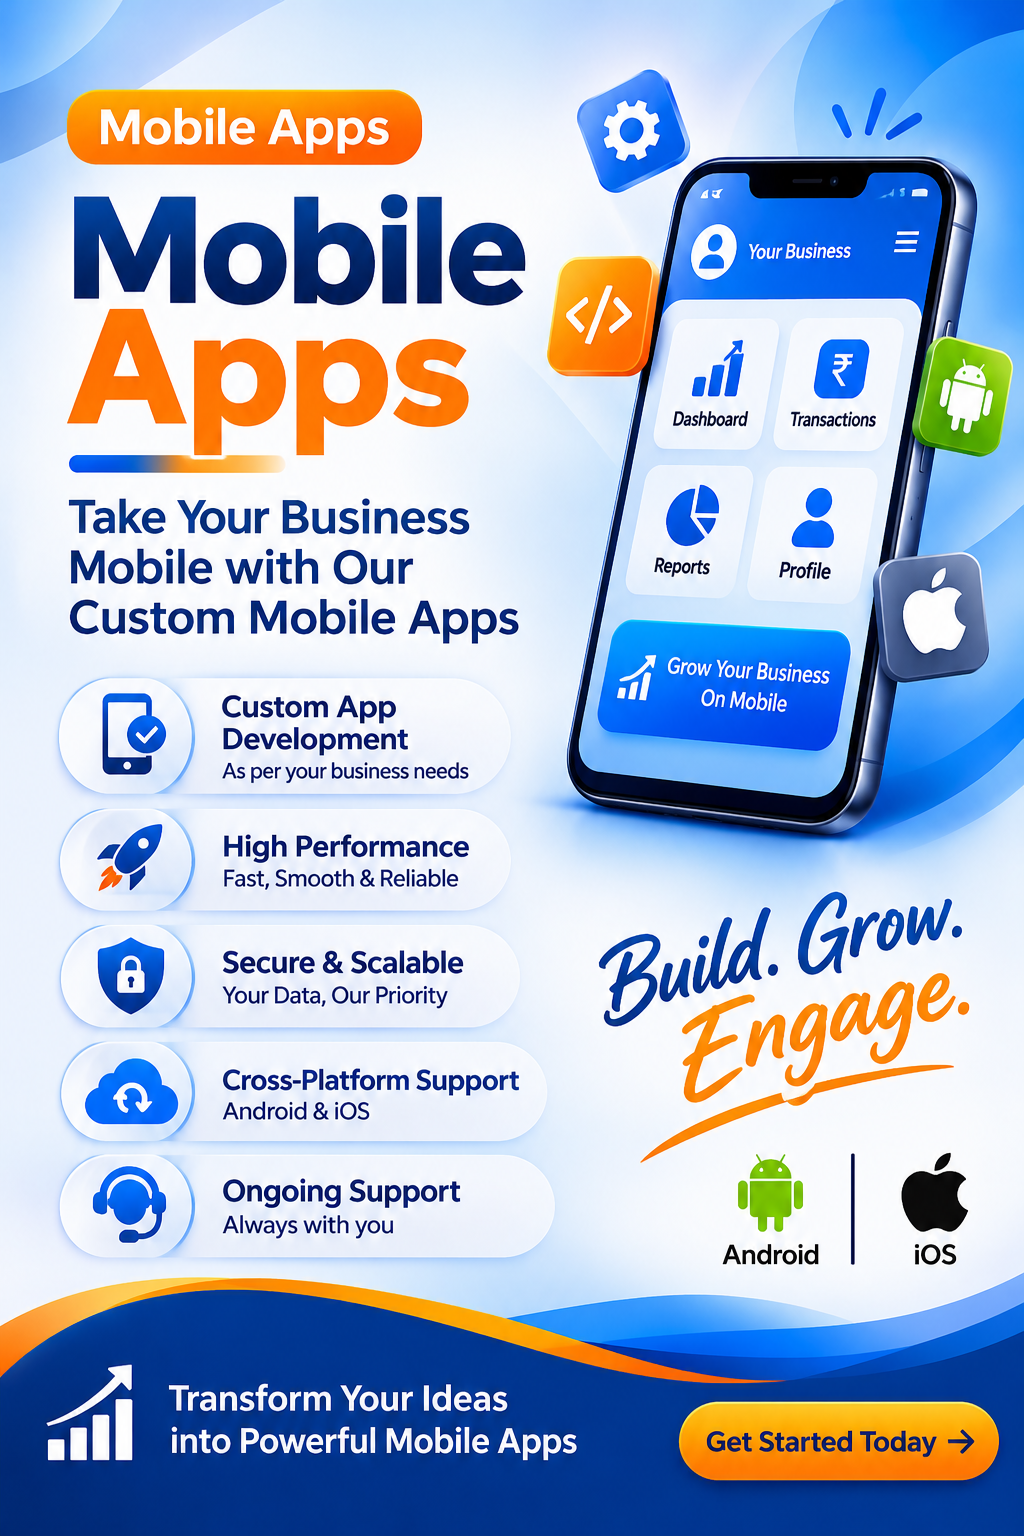 Mobile Apps
Mobile
Apps
Take Your Business
Mobile with Our
Custom Mobile Apps
Custom App
Development
As per your business needs
High Performance
Fast, Smooth & Reliable
Secure & Scalable
Your Data, Our Priority
Cross-Platform Support
Android & iOS
Ongoing Support
Always with you
Your Business
</>
Dashboard
₹
Transactions
Reports
Profile
Grow Your Business
On Mobile
Build. Grow.
Engage.
Android
iOS
Transform Your Ideas
into Powerful Mobile Apps
Get Started Today →